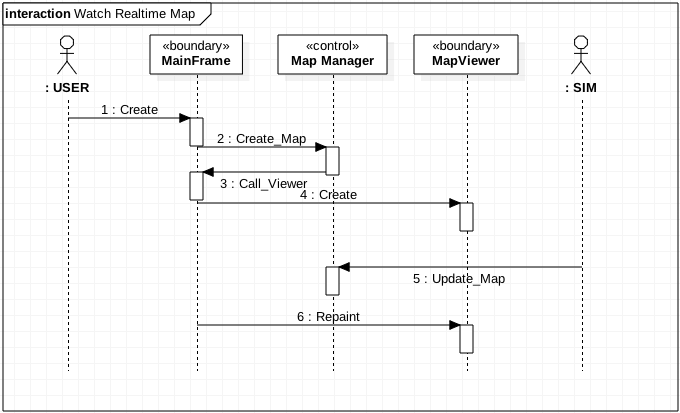 interaction Watch Realtime Map
«boundary»
MainFrame
«control»
Map Manager
«boundary»
MapViewer
: USER
: SIM
1 : Create
2 : Create_Map
3 : Call_Viewer
4 : Create
5 : Update_Map
6 : Repaint